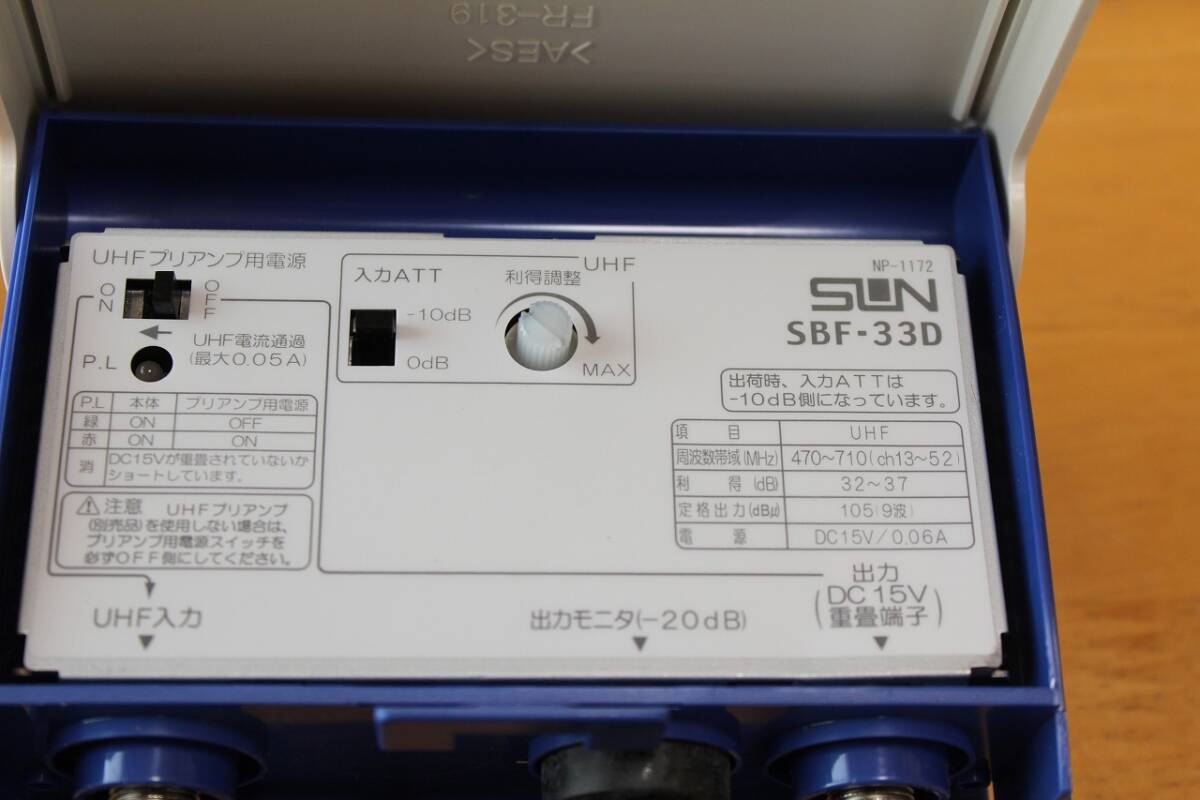 FR-319
>AES<
UHFプリアンプ用電源
ON
OFF
UHF電流通過
(最大0.05A)
P.L
P.L 本体 プリアンプ用電源
緑 ON OFF
赤 ON ON
消 DC15Vが重畳されていないか
ショートしています。
⚠注意 UHFプリアンプ
(別売品)を使用しない場合は、
プリアンプ用電源スイッチを
必ずOFF側にしてください。
UHF入力
UHF
入力ATT
-10dB
0dB
利得調整
MAX
NP-1172
SUN
SBF-33D
出荷時、入力ATTは
-10dB側になっています。
項目 UHF
周波数帯域(MHz) 470~710(ch13~52)
利得(dB) 32~37
定格出力(dBμ) 105(9波)
電源 DC15V/0.06A
出力モニタ(-20dB)
出力
(DC15V
重畳端子)